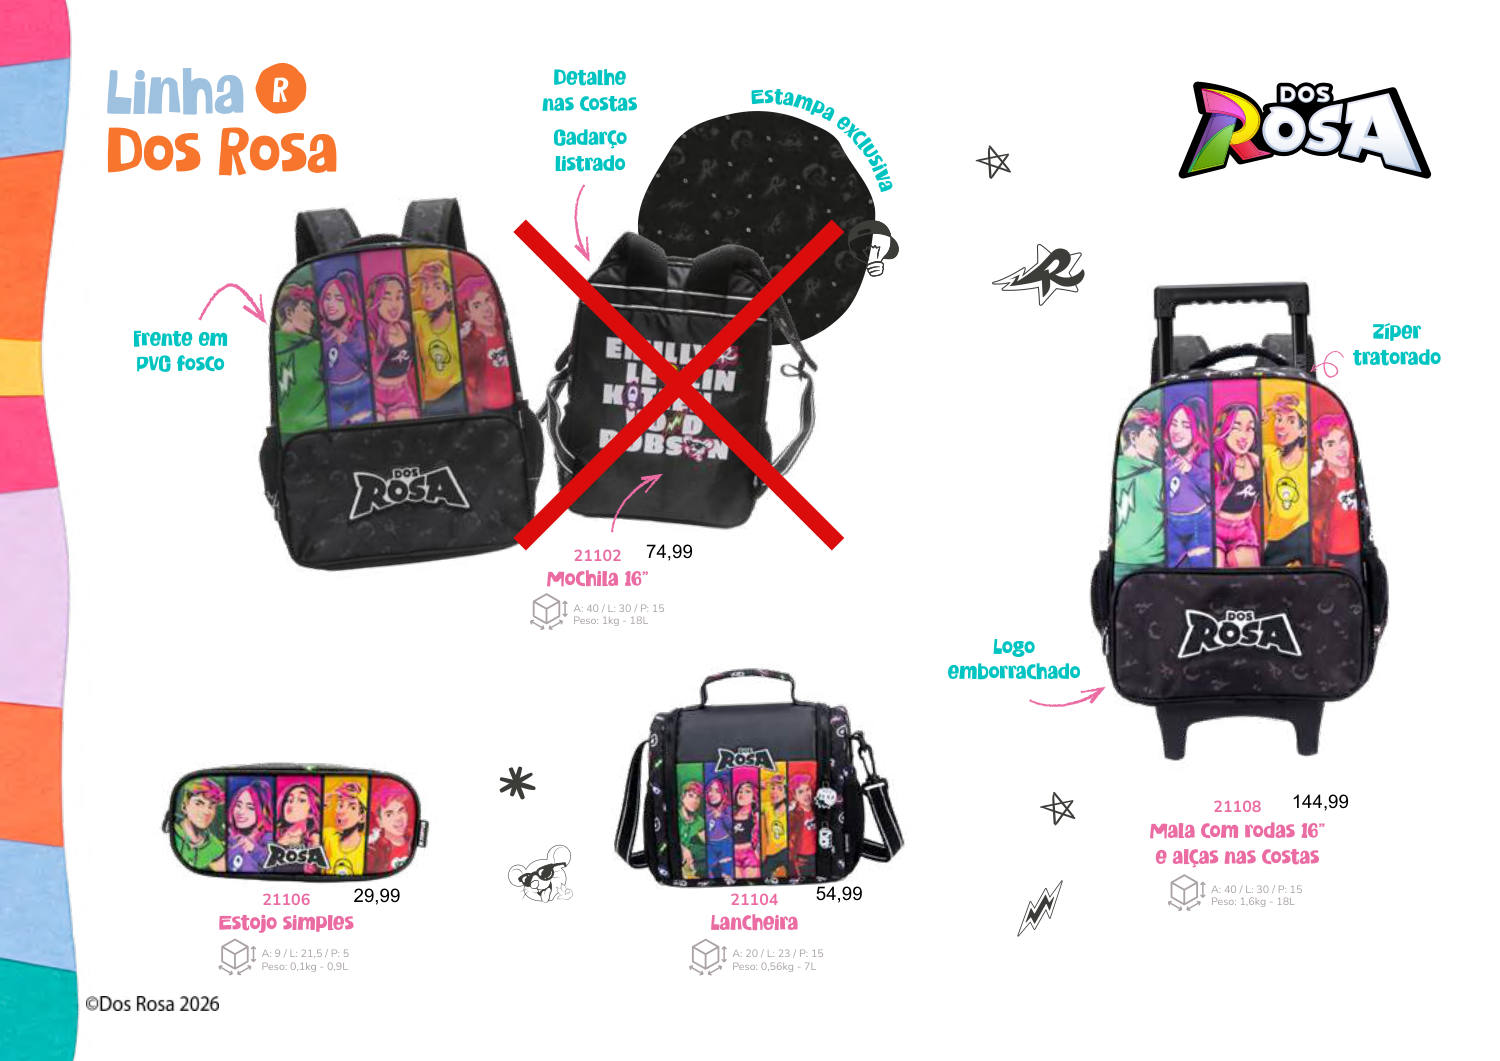 Linha R
Dos Rosa
Detalhe
nas Costas
Cadarço
listrado
Estampa exclusiva
DOS
ROSA
Frente em
PVC fosco
DOS
ROSA
21102 74,99
Mochila 16"
A: 40 / L: 30 / P: 15
Peso: 1kg - 18L
Zíper
tratorado
DOS
ROSA
Logo
emborrachado
21108 144,99
Mala com rodas 16"
e alças nas Costas
A: 40 / L: 30 / P: 15
Peso: 1,6kg - 18L
ROSA
21106 29,99
Estojo simples
A: 9 / L: 21,5 / P: 5
Peso: 0,1kg - 0,9L
DOS
ROSA
21104 54,99
Lancheira
A: 20 / L: 23 / P: 15
Peso: 0,56kg - 7L
©Dos Rosa 2026